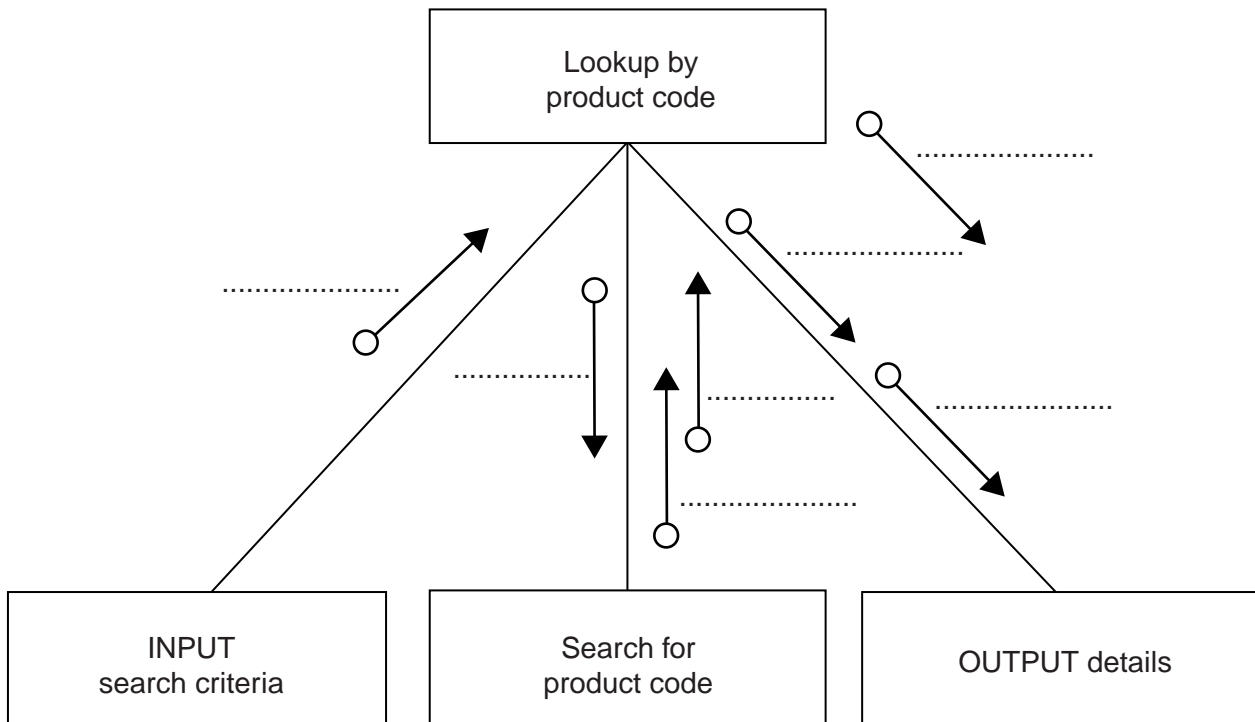 Lookup by
product code
INPUT
search criteria
Search for
product code
OUTPUT details